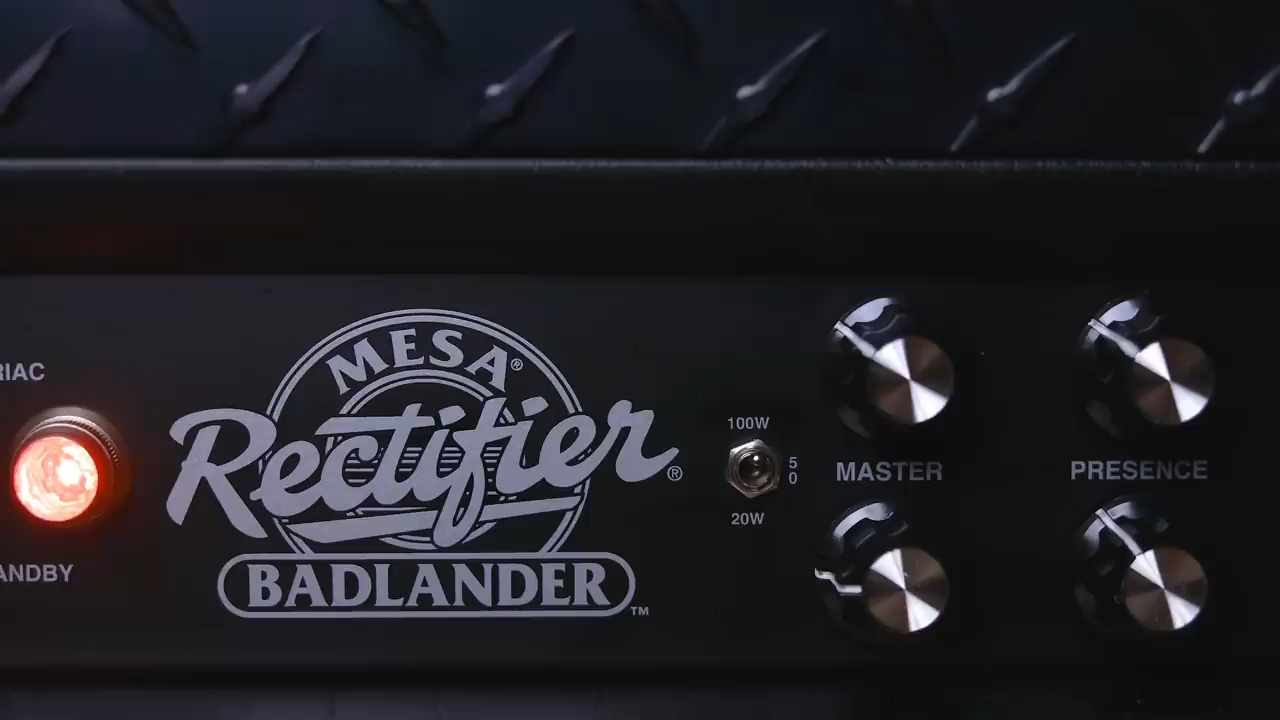 RIAC
ANDBY
MESA®
Rectifier®
BADLANDER™
100W
50
20W
MASTER
PRESENCE